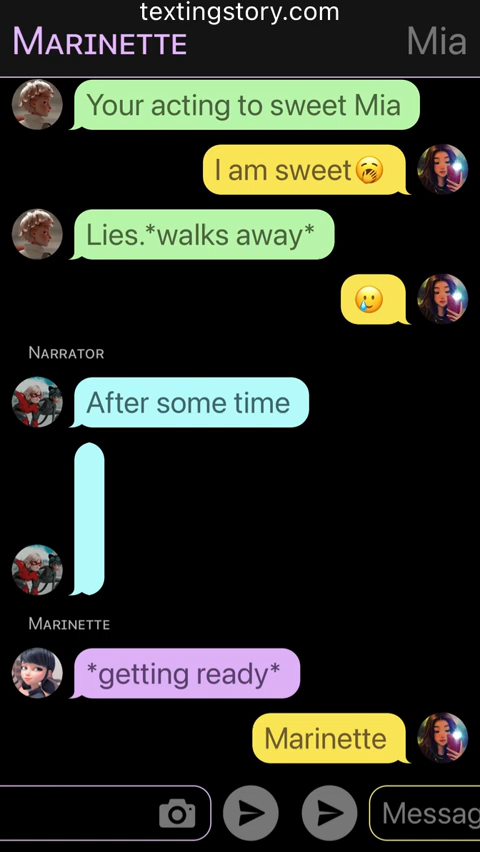 textingstory.com
MARINETTE Mia
Your acting to sweet Mia
I am sweet🥱
Lies.*walks away*
🥲
NARRATOR
After some time
MARINETTE
*getting ready*
Marinette
Messag